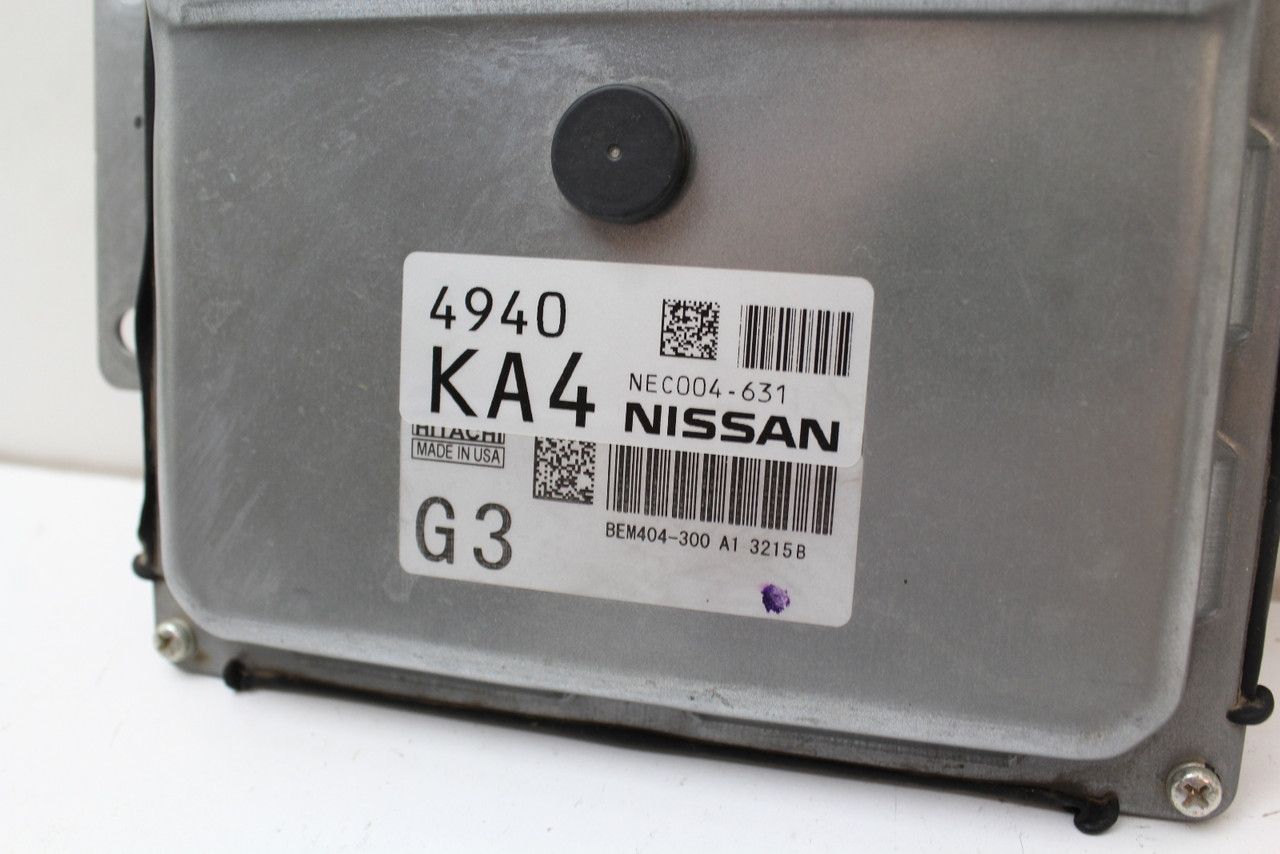 4940
KA4
NEC004-631
NISSAN
HITACHI
MADE IN USA
G3
BEM404-300 A1 3215B